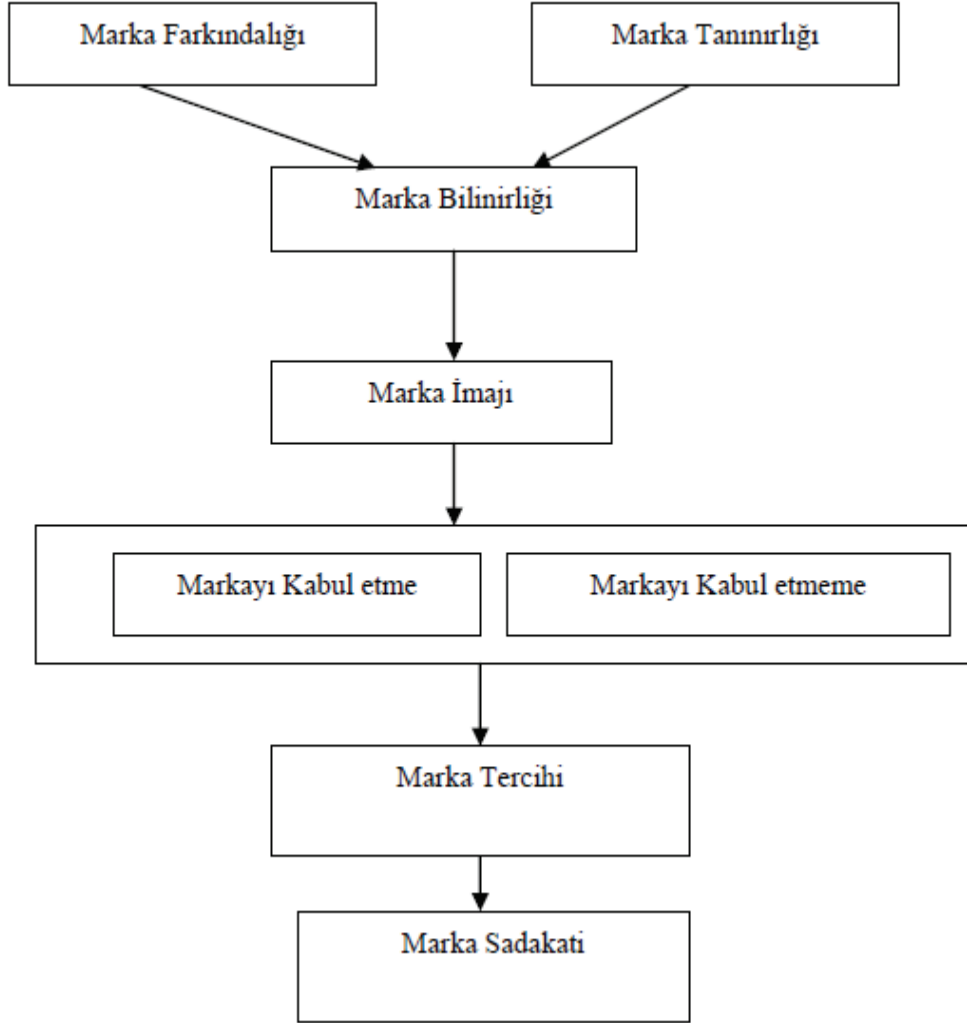 Marka Farkındalığı
Marka Tanınırlığı
Marka Bilinirliği
Marka İmajı
Markayı Kabul etme
Markayı Kabul etmeme
Marka Tercihi
Marka Sadakati